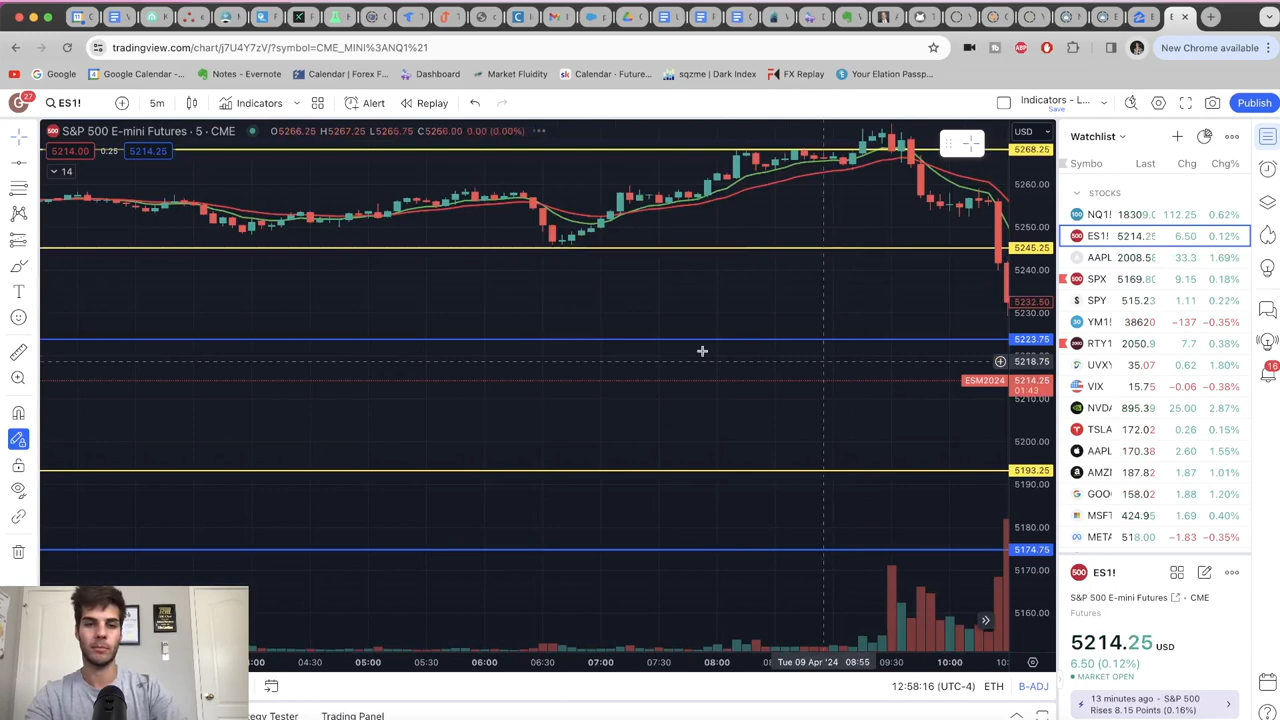 tradingview.com/chart/j7U4Y7zV/?symbol=CME_MINI%3ANQ1%21
New Chrome available
Google
Google Calendar -...
Notes - Evernote
Calendar | Forex F...
Dashboard
Market Fluidity
Calendar · Future...
sqzme | Dark Index
FX Replay
Your Elation Passp...
27
ES1!
5m
Indicators
Alert
Replay
Indicators - L...
Save
Publish
S&P 500 E-mini Futures · 5 · CME
O5266.25 H5267.25 L5265.75 C5266.00 0.00 (0.00%)
USD
5214.00
0.25
5214.25
14
5268.25
5260.00
5250.00
5245.25
5240.00
5232.50
5230.00
5223.75
5218.75
ESM2024
5214.25
01:43
5210.00
5200.00
5193.25
5190.00
5180.00
5174.75
5170.00
5160.00
04:30
05:00
05:30
06:00
06:30
07:00
07:30
08:00
Tue 09 Apr '24 08:55
09:30
10:00
12:58:16 (UTC-4)
ETH
B-ADJ
Trading Panel
Watchlist
Symbo
Last
Chg
Chg%
STOCKS
NQ1! 18309.0 112.25 0.62%
ES1! 5214.25 6.50 0.12%
AAPL 2008.58 33.3 1.69%
SPX 5169.80 9.15 0.18%
SPY 515.23 1.11 0.22%
YM1! 38620 −137 −0.35%
RTY1 2050.9 7.7 0.38%
UVXY 35.07 0.62 1.80%
VIX 15.75 −0.06 −0.38%
NVDA 895.39 25.00 2.87%
TSLA 172.02 0.26 0.15%
AAPL 170.38 2.60 1.55%
AMZN 187.82 1.87 1.01%
GOO 158.02 1.88 1.20%
MSFT 424.95 1.69 0.40%
META 518.00 −1.83 −0.35%
16
ES1!
S&P 500 E-mini Futures · CME
Futures
5214.25 USD
6.50 (0.12%)
MARKET OPEN
13 minutes ago · S&P 500
Rises 8.15 Points (0.16%)